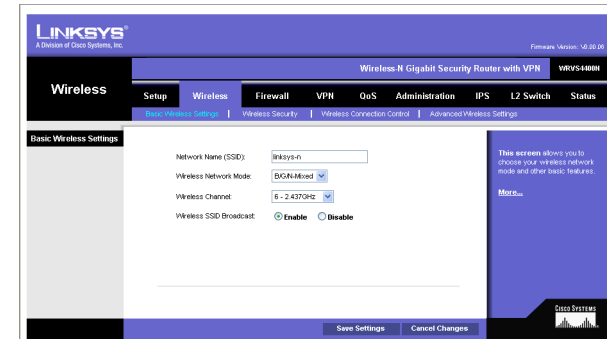 LINKSYS®
A Division of Cisco Systems, Inc.
Firmware Version: V0.00.06
Wireless-N Gigabit Security Router with VPN WRVS4400N
Wireless
Setup Wireless Firewall VPN QoS Administration IPS L2 Switch Status
Basic Wireless Settings | Wireless Security | Wireless Connection Control | Advanced Wireless Settings
Basic Wireless Settings
Network Name (SSID): linksys-n
Wireless Network Mode: B/G/N-Mixed
Wireless Channel: 6 - 2.437GHz
Wireless SSID Broadcast: Enable Disable
This screen allows you to
choose your wireless network
mode and other basic features.
More...
Save Settings Cancel Changes
CISCO SYSTEMS